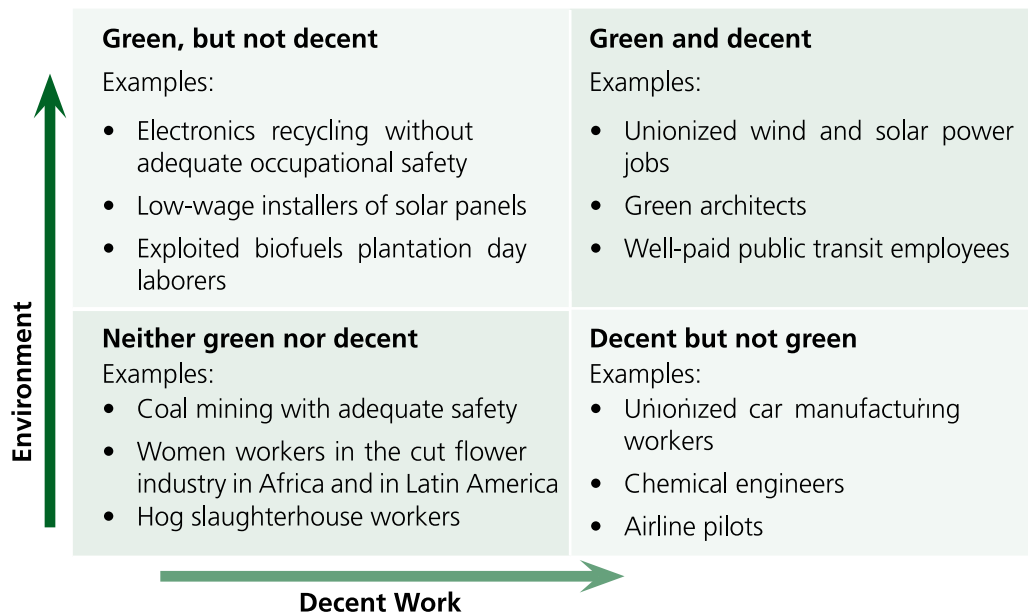 Green, but not decent
Examples:
• Electronics recycling without
adequate occupational safety
• Low-wage installers of solar panels
• Exploited biofuels plantation day
laborers
Green and decent
Examples:
• Unionized wind and solar power
jobs
• Green architects
• Well-paid public transit employees
Neither green nor decent
Examples:
• Coal mining with adequate safety
• Women workers in the cut flower
industry in Africa and in Latin America
• Hog slaughterhouse workers
Decent but not green
Examples:
• Unionized car manufacturing
workers
• Chemical engineers
• Airline pilots
Environment
Decent Work